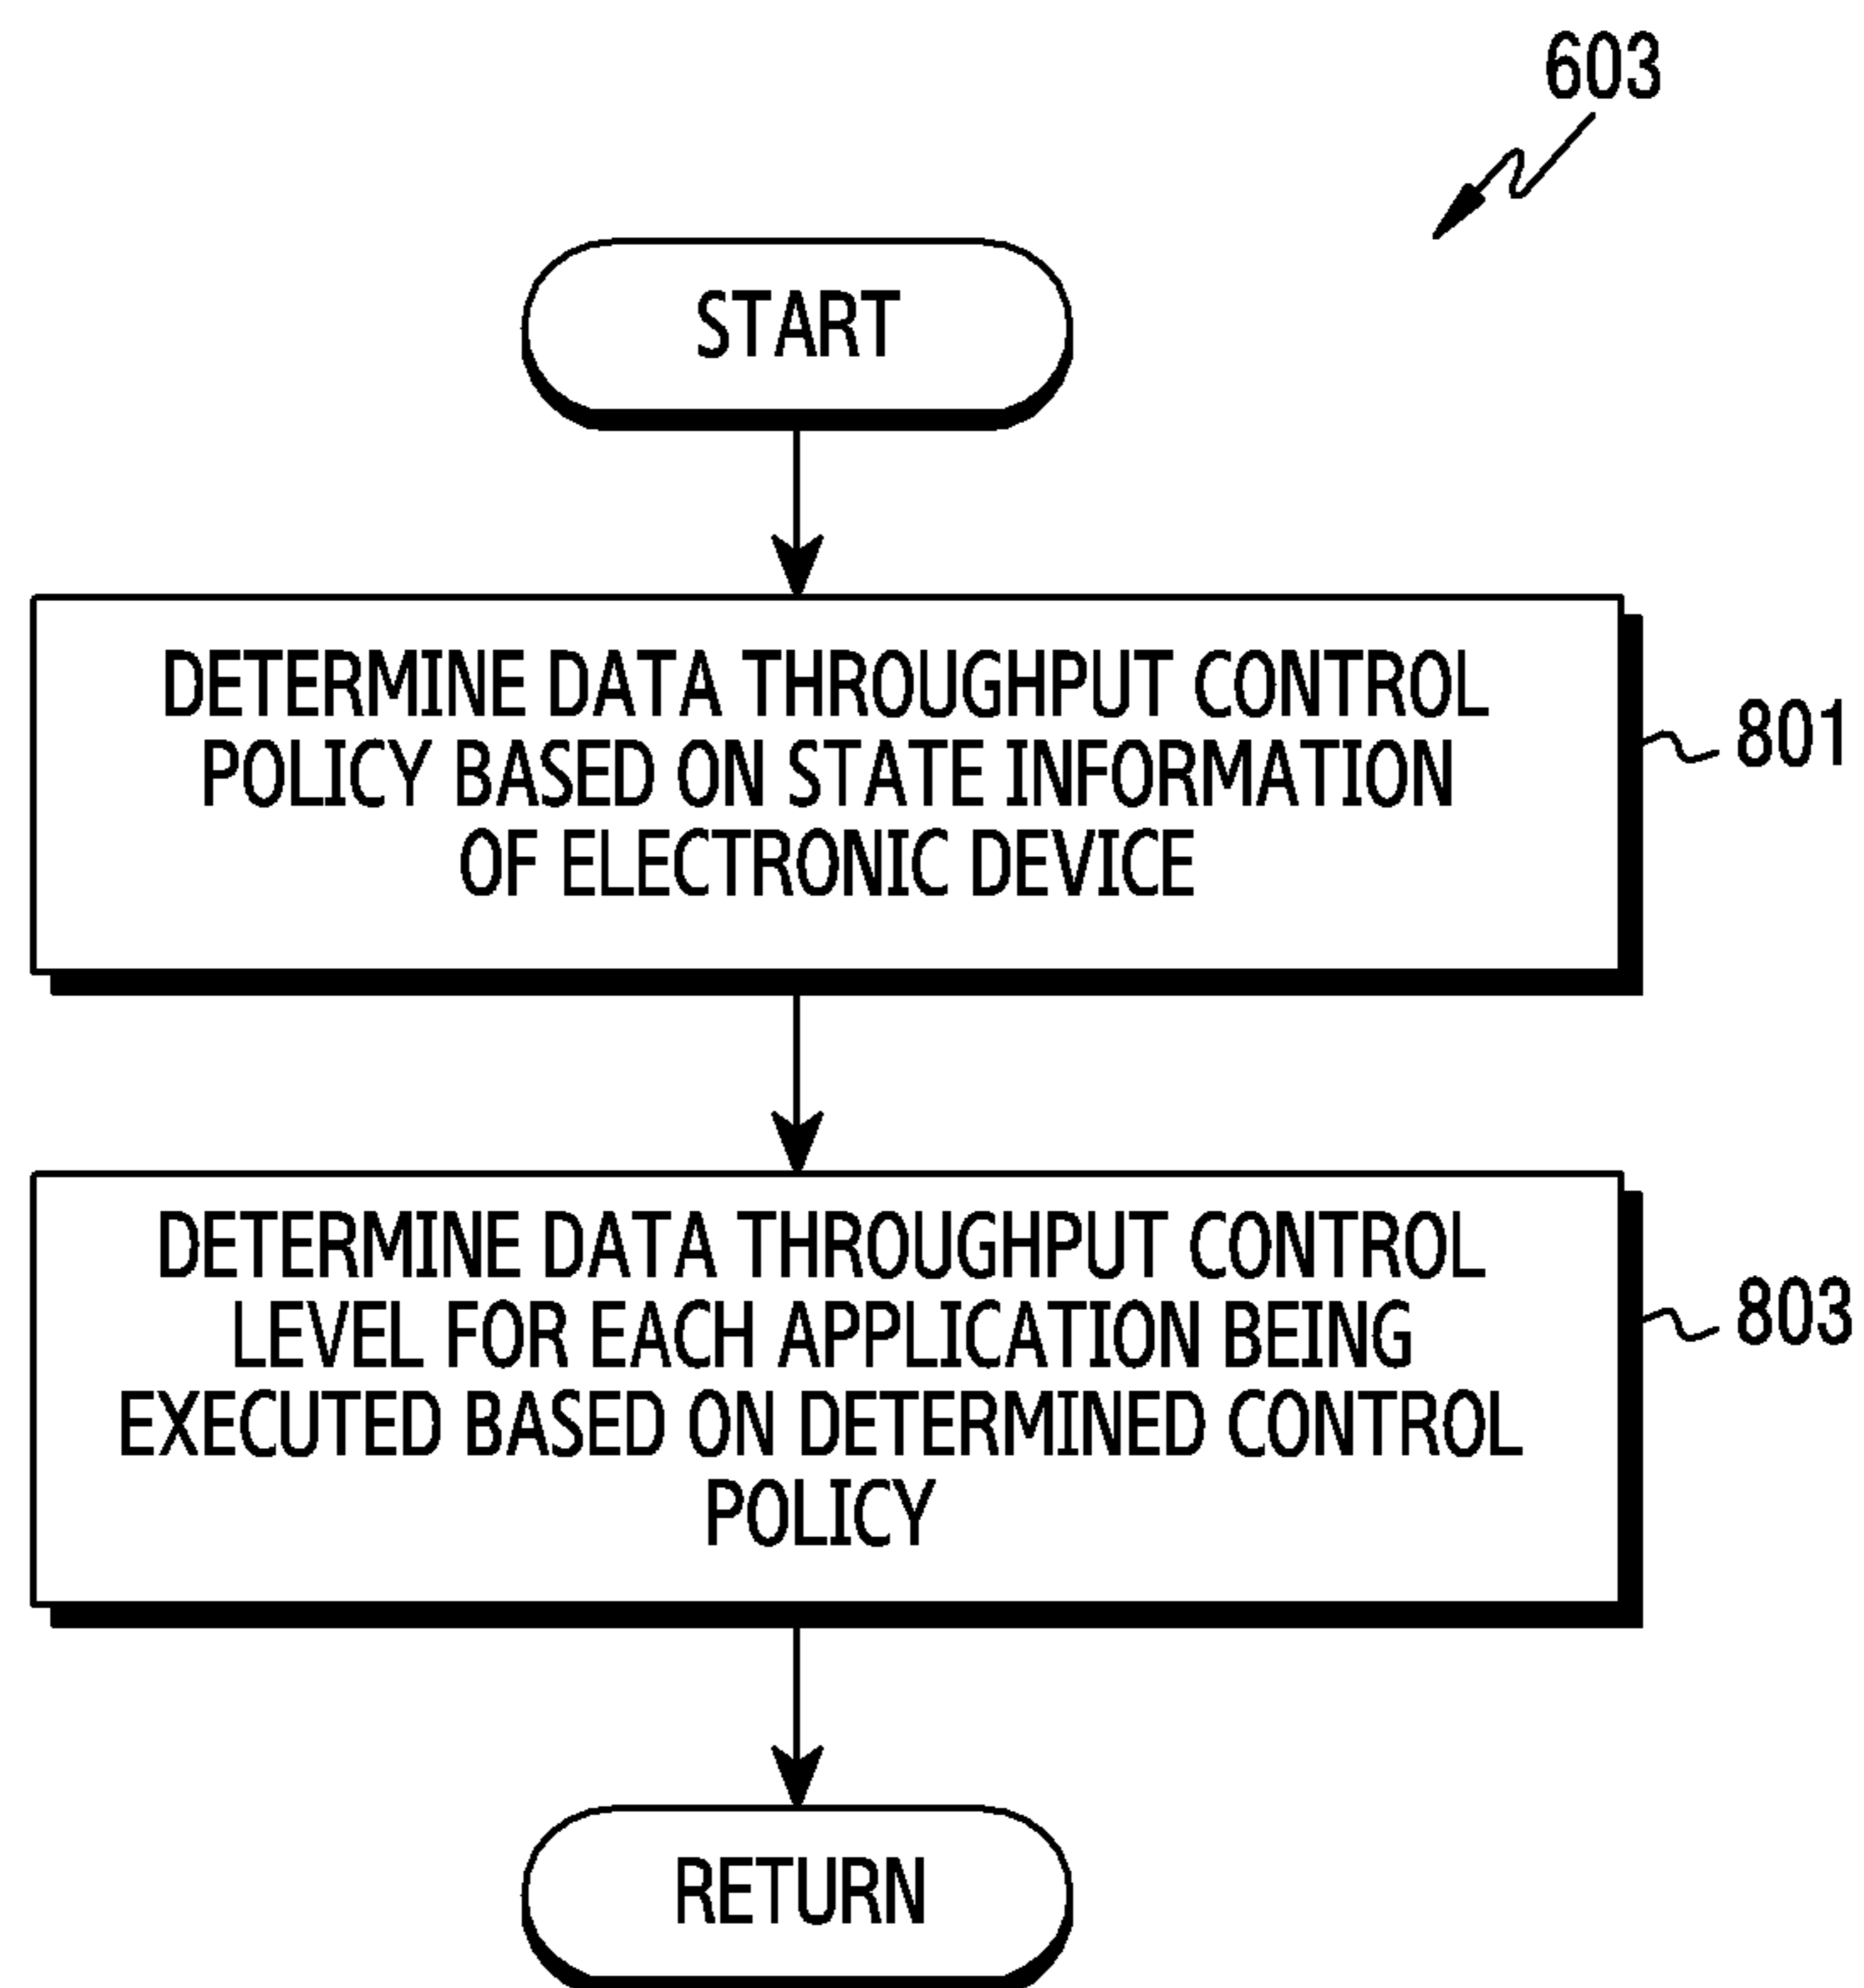 603
START
DETERMINE DATA THROUGHPUT CONTROL
POLICY BASED ON STATE INFORMATION
OF ELECTRONIC DEVICE
801
DETERMINE DATA THROUGHPUT CONTROL
LEVEL FOR EACH APPLICATION BEING
EXECUTED BASED ON DETERMINED CONTROL
POLICY
803
RETURN